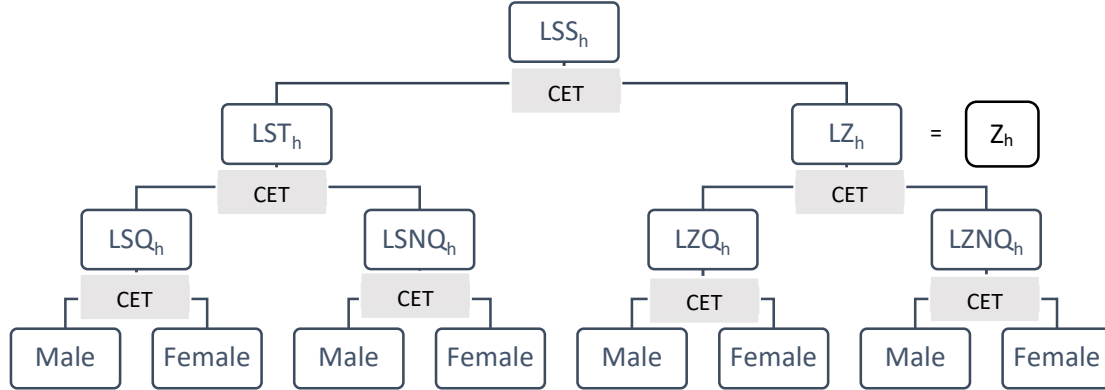 LSSh
CET
LSTh
LZh
=
Zh
CET
CET
LSQh
LSNQh
LZQh
LZNQh
CET
CET
CET
CET
Male
Female
Male
Female
Male
Female
Male
Female